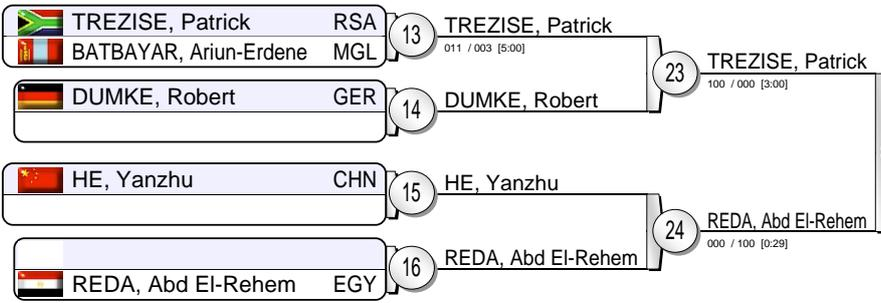 TREZISE, Patrick RSA
BATBAYAR, Ariun-Erdene MGL
13
TREZISE, Patrick
011 / 003 [5:00]
DUMKE, Robert GER
14
DUMKE, Robert
23
TREZISE, Patrick
100 / 000 [3:00]
HE, Yanzhu CHN
15
HE, Yanzhu
REDA, Abd El-Rehem EGY
16
REDA, Abd El-Rehem
24
REDA, Abd El-Rehem
000 / 100 [0:29]